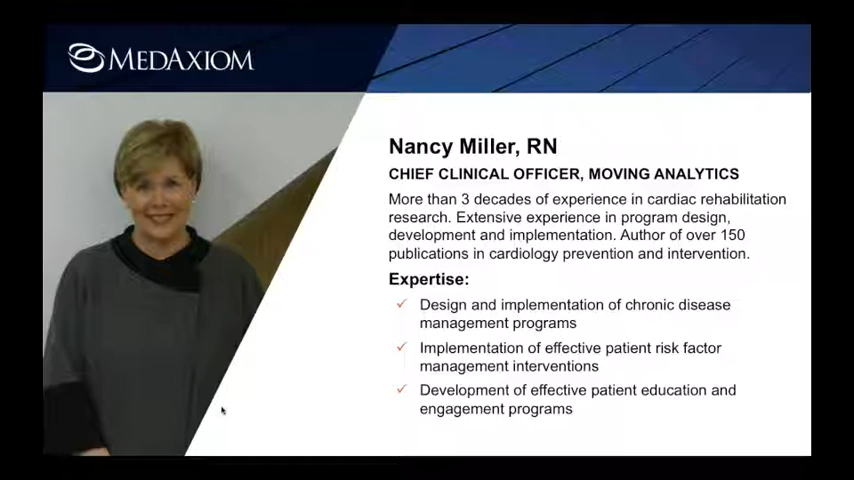 MEDAXIOM
Nancy Miller, RN
CHIEF CLINICAL OFFICER, MOVING ANALYTICS
More than 3 decades of experience in cardiac rehabilitation
research. Extensive experience in program design,
development and implementation. Author of over 150
publications in cardiology prevention and intervention.
Expertise:
✓ Design and implementation of chronic disease
management programs
✓ Implementation of effective patient risk factor
management interventions
✓ Development of effective patient education and
engagement programs